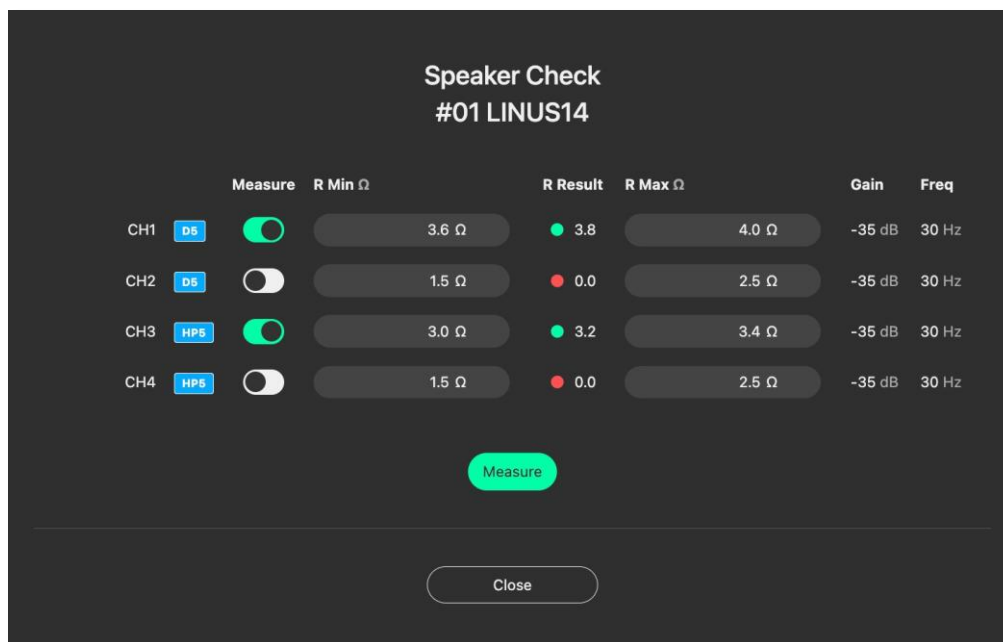 Speaker Check
#01 LINUS14
Measure R Min Ω R Result R Max Ω Gain Freq
CH1 D5 3.6 Ω 3.8 4.0 Ω -35 dB 30 Hz
CH2 D5 1.5 Ω 0.0 2.5 Ω -35 dB 30 Hz
CH3 HP5 3.0 Ω 3.2 3.4 Ω -35 dB 30 Hz
CH4 HP5 1.5 Ω 0.0 2.5 Ω -35 dB 30 Hz
Measure
Close